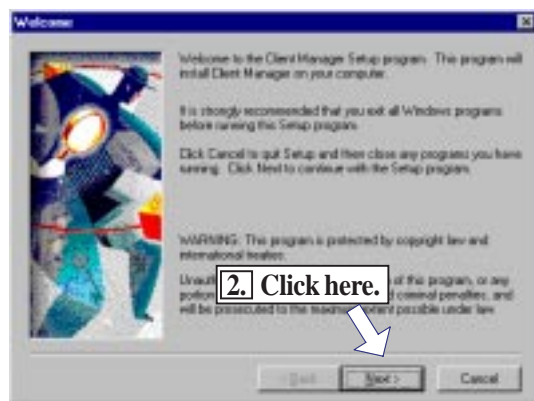 Welcome
Welcome to the Client Manager Setup program. This program will
install Client Manager on your computer.
It is strongly recommended that you exit all Windows programs
before running this Setup program.
Click Cancel to quit Setup and then close any programs you have
running. Click Next to continue with the Setup program.
WARNING: This program is protected by copyright law and
international treaties.
of this program, or any
criminal penalties, and
will be prosecuted to the maximum extent possible under law.
2. Click here.
< Back
Next >
Cancel